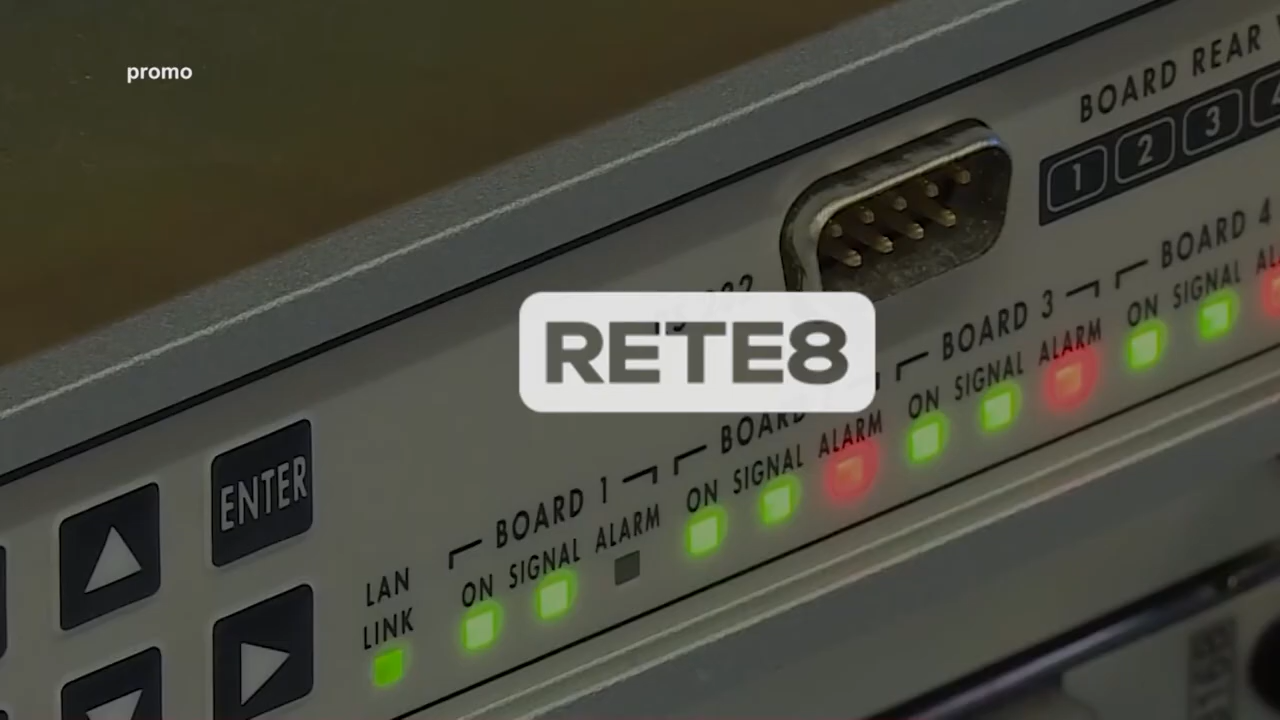 promo
BOARD REAR
1 2 3
RETE8
BOARD 4
ON SIGNAL
BOARD 3
ON SIGNAL ALARM
ON SIGNAL ALARM
BOARD 1
ON SIGNAL ALARM
ENTER
LAN
LINK